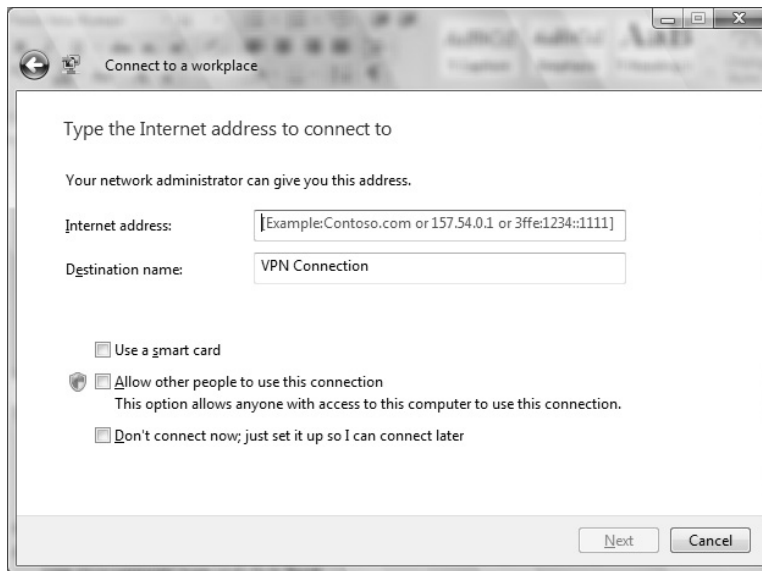 Connect to a workplace
Type the Internet address to connect to
Your network administrator can give you this address.
Internet address: [Example:Contoso.com or 157.54.0.1 or 3ffe:1234::1111]
Destination name: VPN Connection
Use a smart card
Allow other people to use this connection
This option allows anyone with access to this computer to use this connection.
Don't connect now; just set it up so I can connect later
Next Cancel